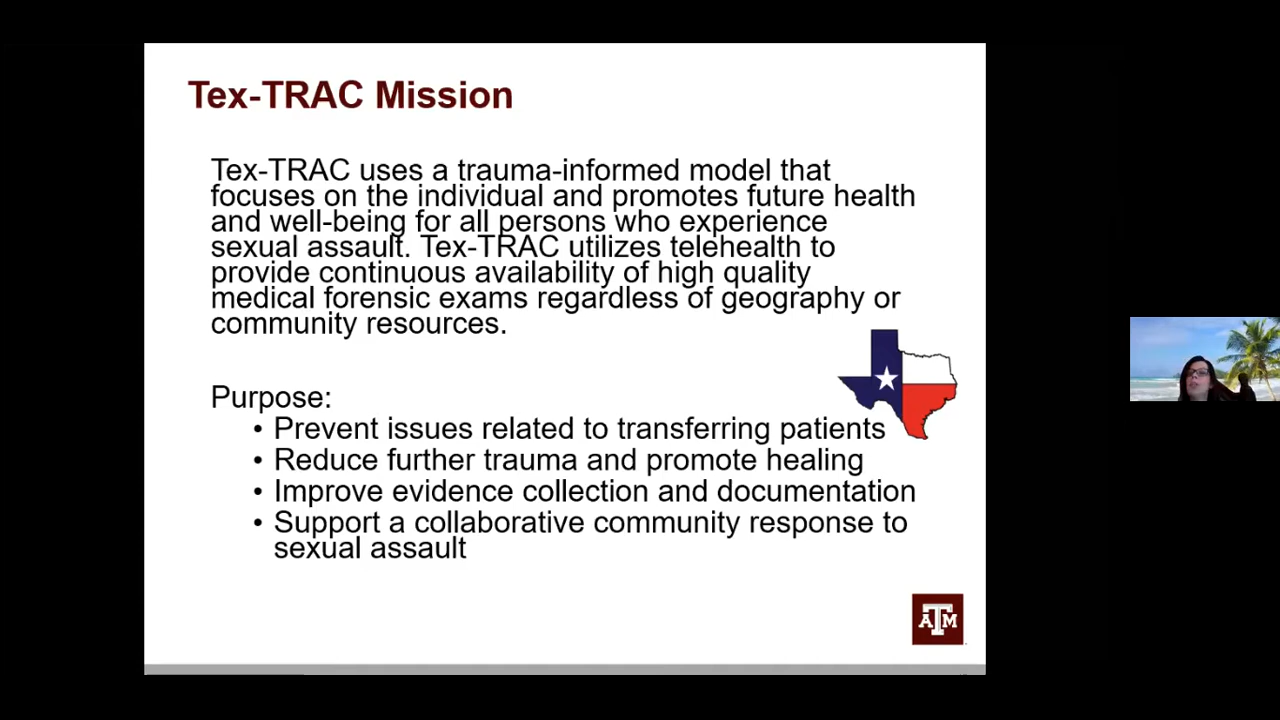 Tex-TRAC Mission
Tex-TRAC uses a trauma-informed model that
focuses on the individual and promotes future health
and well-being for all persons who experience
sexual assault. Tex-TRAC utilizes telehealth to
provide continuous availability of high quality
medical forensic exams regardless of geography or
community resources.
Purpose:
• Prevent issues related to transferring patients
• Reduce further trauma and promote healing
• Improve evidence collection and documentation
• Support a collaborative community response to
sexual assault
ATM